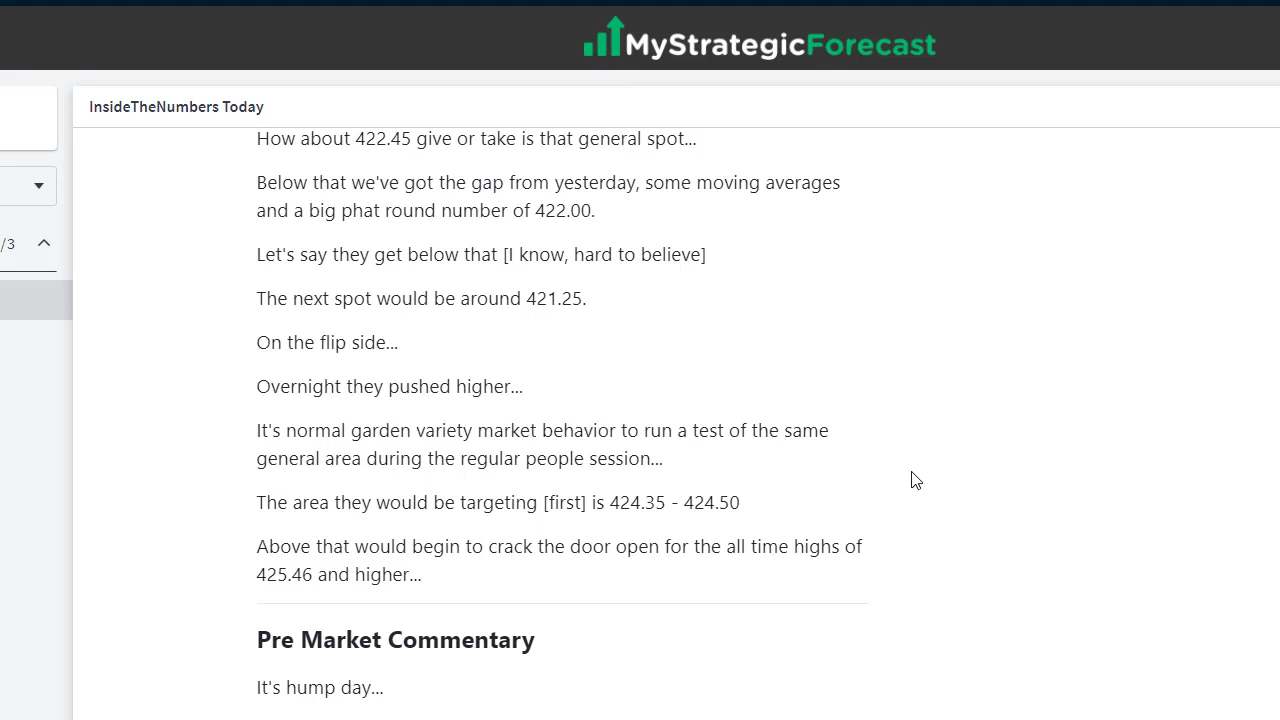 MyStrategicForecast
InsideTheNumbers Today
/3
How about 422.45 give or take is that general spot...
Below that we've got the gap from yesterday, some moving averages
and a big phat round number of 422.00.
Let's say they get below that [I know, hard to believe]
The next spot would be around 421.25.
On the flip side...
Overnight they pushed higher...
It's normal garden variety market behavior to run a test of the same
general area during the regular people session...
The area they would be targeting [first] is 424.35 - 424.50
Above that would begin to crack the door open for the all time highs of
425.46 and higher...
Pre Market Commentary
It's hump day...